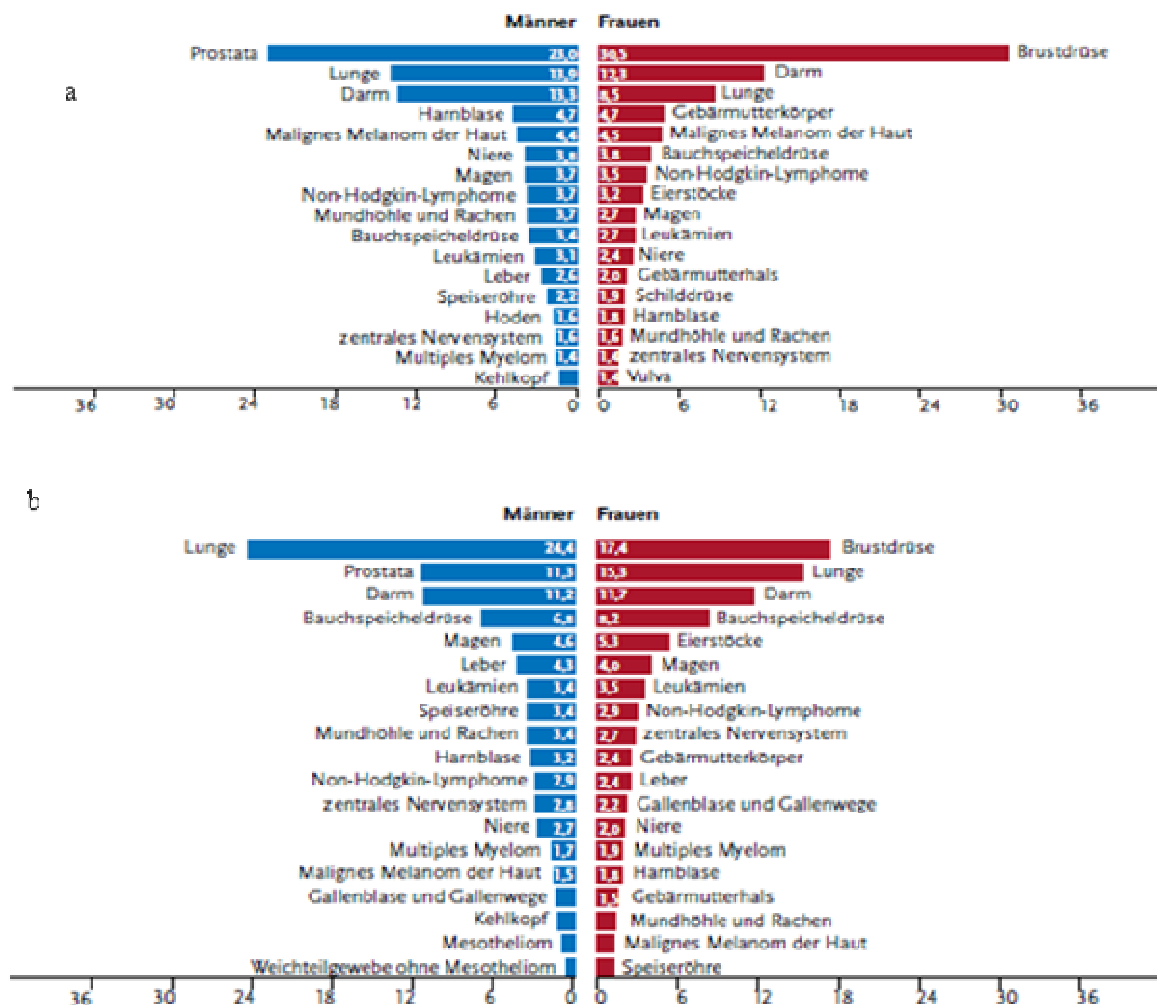 Männer Frauen
a
Prostata 23,0 30,5 Brustdrüse
Lunge 13,9 12,3 Darm
Darm 13,3 8,5 Lunge
Harnblase 4,7 4,7 Gebärmutterkörper
Malignes Melanom der Haut 4,4 4,5 Malignes Melanom der Haut
Niere 3,8 3,8 Bauchspeicheldrüse
Magen 3,7 3,5 Non-Hodgkin-Lymphome
Non-Hodgkin-Lymphome 3,7 3,2 Eierstöcke
Mundhöhle und Rachen 3,7 2,7 Magen
Bauchspeicheldrüse 3,4 2,7 Leukämien
Leukämien 3,1 2,4 Niere
Leber 2,6 2,0 Gebärmutterhals
Speiseröhre 2,2 1,9 Schilddrüse
Hoden 1,6 1,8 Harnblase
zentrales Nervensystem 1,6 1,6 Mundhöhle und Rachen
Multiples Myelom 1,4 zentrales Nervensystem
Kehlkopf Vulva
36 30 24 18 12 6 0 0 6 12 18 24 30 36
b
Männer Frauen
Lunge 24,4 17,4 Brustdrüse
Prostata 11,3 15,3 Lunge
Darm 11,2 11,7 Darm
Bauchspeicheldrüse 6,8 8,2 Bauchspeicheldrüse
Magen 4,6 5,3 Eierstöcke
Leber 4,3 4,0 Magen
Leukämien 3,4 3,5 Leukämien
Speiseröhre 3,4 2,9 Non-Hodgkin-Lymphome
Mundhöhle und Rachen 3,4 2,7 zentrales Nervensystem
Harnblase 3,2 2,4 Gebärmutterkörper
Non-Hodgkin-Lymphome 2,9 2,4 Leber
zentrales Nervensystem 2,8 2,2 Gallenblase und Gallenwege
Niere 2,7 2,0 Niere
Multiples Myelom 1,7 1,9 Multiples Myelom
Malignes Melanom der Haut 1,5 1,8 Harnblase
Gallenblase und Gallenwege 1,5 Gebärmutterhals
Kehlkopf Mundhöhle und Rachen
Mesotheliom Malignes Melanom der Haut
Weichteilgewebe ohne Mesotheliom Speiseröhre
36 30 24 18 12 6 0 0 6 12 18 24 30 36